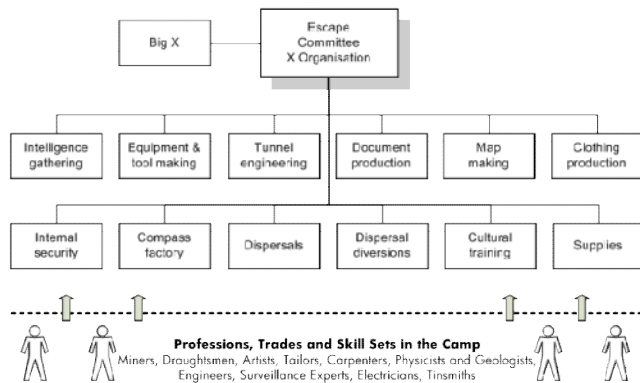 Big X
Escape
Committee
X Organisation
Intelligence
gathering
Equipment &
tool making
Tunnel
engineering
Document
production
Map
making
Clothing
production
Internal
security
Compass
factory
Dispersals
Dispersal
diversions
Cultural
training
Supplies
Professions, Trades and Skill Sets in the Camp
Miners, Draughtsmen, Artists, Tailors, Carpenters, Physicists and Geologists,
Engineers, Surveillance Experts, Electricians, Tinsmiths